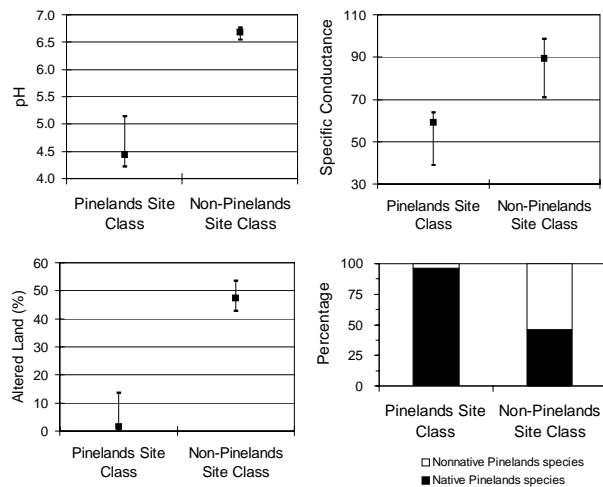 pH
7.0
6.5
6.0
5.5
5.0
4.5
4.0
Pinelands Site
Class
Non-Pinelands
Site Class
Specific Conductance
110
90
70
50
30
Pinelands Site
Class
Non-Pinelands
Site Class
Altered Land (%)
60
50
40
30
20
10
0
Pinelands Site
Class
Non-Pinelands
Site Class
Percentage
100
50
0
Pinelands Site
Class
Non-Pinelands
Site Class
Nonnative Pinelands species
Native Pinelands species